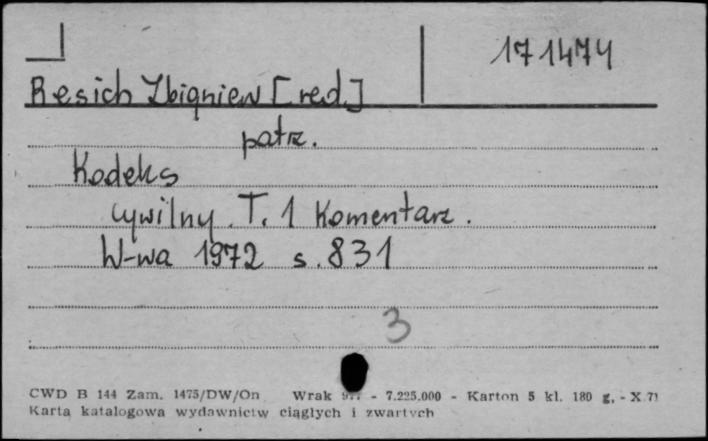 171474
Resich Zbigniew [red.]
patrz.
Kodeks
cywilny. T. 1 Komentarz.
W-wa 1972 s. 831
3
CWD B 144 Zam. 1475/DW/On Wrak - 7.225.000 - Karton 5 kl. 180 g. - X.71
Karta katalogowa wydawnictw ciągłych i zwartych